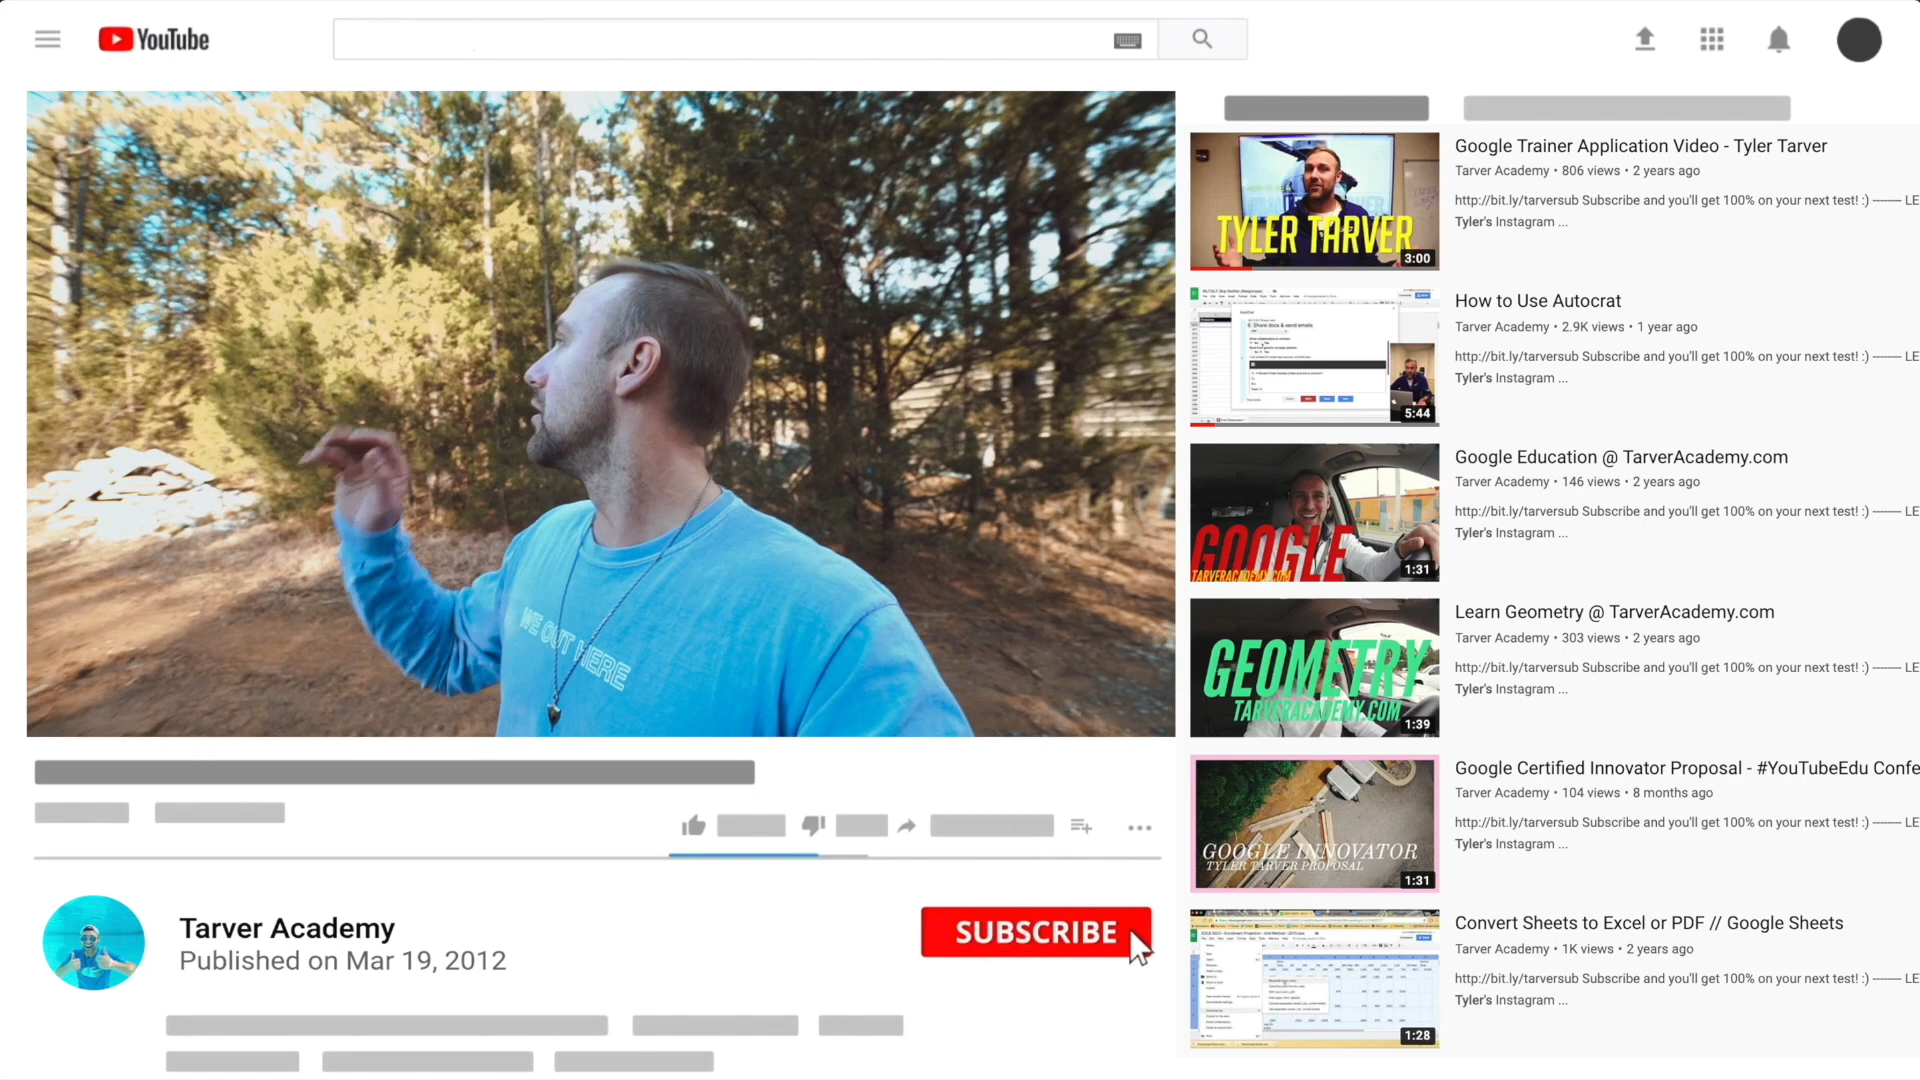 YouTube
Google Trainer Application Video - Tyler Tarver
Tarver Academy • 806 views • 2 years ago
http://bit.ly/tarversub Subscribe and you'll get 100% on your next test! :) -------- LE
Tyler's Instagram ...
TYLER TARVER
3:00
How to Use Autocrat
Tarver Academy • 2.9K views • 1 year ago
http://bit.ly/tarversub Subscribe and you'll get 100% on your next test! :) -------- LE
Tyler's Instagram ...
8. Share docs & send emails
5:44
Google Education @ TarverAcademy.com
Tarver Academy • 146 views • 2 years ago
http://bit.ly/tarversub Subscribe and you'll get 100% on your next test! :) -------- LE
Tyler's Instagram ...
GOOGLE
TARVERACADEMY.COM
1:31
Learn Geometry @ TarverAcademy.com
Tarver Academy • 303 views • 2 years ago
http://bit.ly/tarversub Subscribe and you'll get 100% on your next test! :) -------- LE
Tyler's Instagram ...
GEOMETRY
TARVERACADEMY.COM
1:39
Google Certified Innovator Proposal - #YouTubeEdu Confe
Tarver Academy • 104 views • 8 months ago
http://bit.ly/tarversub Subscribe and you'll get 100% on your next test! :) -------- LE
Tyler's Instagram ...
GOOGLE INNOVATOR
TYLER TARVER PROPOSAL
1:31
Convert Sheets to Excel or PDF // Google Sheets
Tarver Academy • 1K views • 2 years ago
http://bit.ly/tarversub Subscribe and you'll get 100% on your next test! :) -------- LE
Tyler's Instagram ...
1:28
WE OUT HERE
Tarver Academy
Published on Mar 19, 2012
SUBSCRIBE